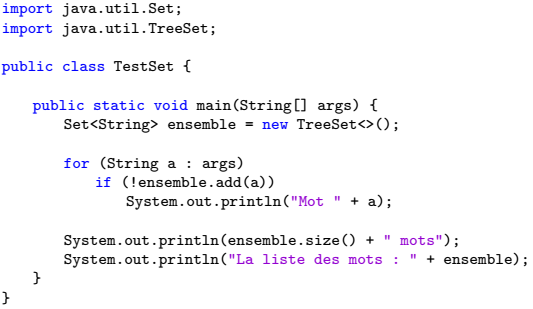 import java.util.Set;
import java.util.TreeSet;
public class TestSet {
public static void main(String[] args) {
Set<String> ensemble = new TreeSet<>();
for (String a : args)
if (!ensemble.add(a))
System.out.println("Mot " + a);
System.out.println(ensemble.size() + " mots");
System.out.println("La liste des mots : " + ensemble);
}
}